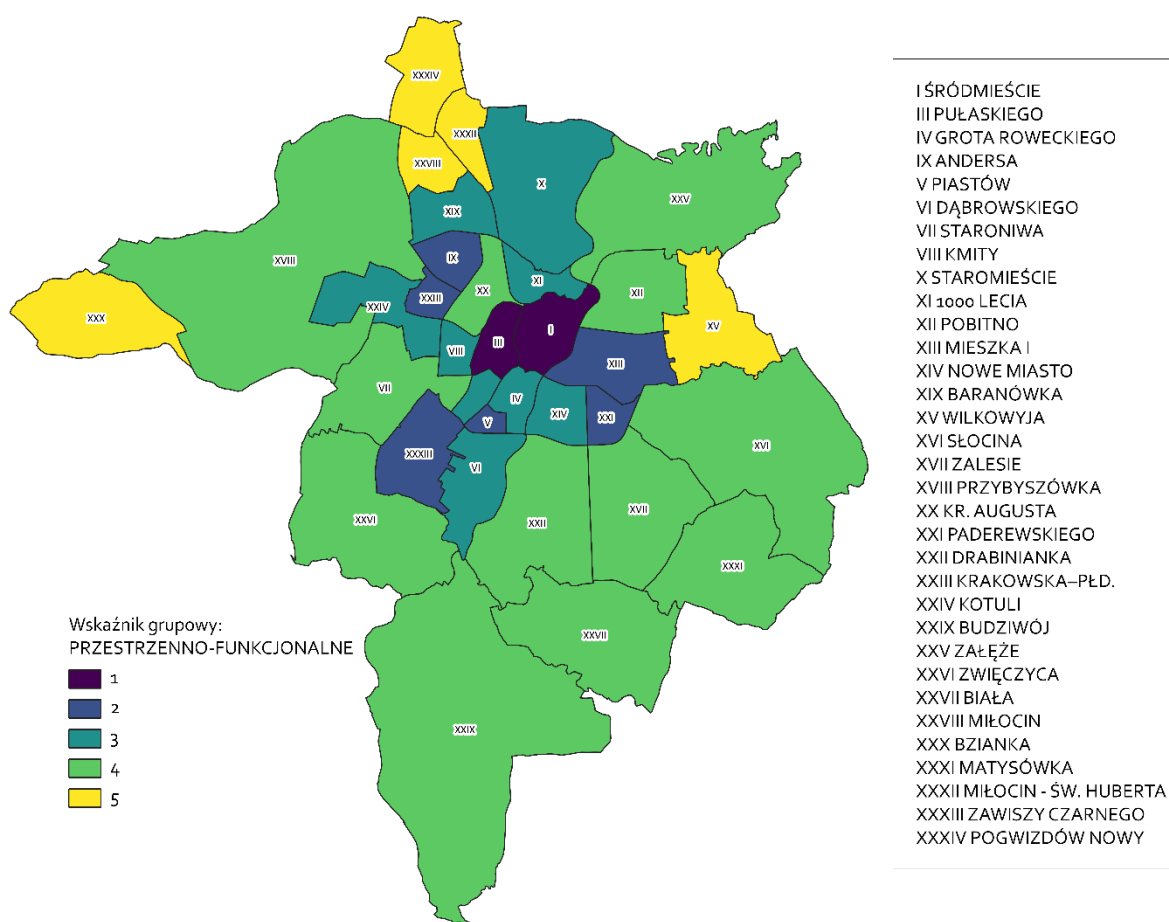 XXXIV
XXXII
XXVIII
X
XXV
XIX
IX
XVIII
XI
XX
XII
XXIII
XXIV
XXX
XV
I
III
VIII
XIII
VII
IV
XIV
XXI
V
XXXIII
VI
XVI
XXVI
XXII
XVII
XXXI
XXVII
XXIX
Wskaźnik grupowy:
PRZESTRZENNO-FUNKCJONALNE
1
2
3
4
5
I ŚRÓDMIEŚCIE
III PUŁASKIEGO
IV GROTA ROWECKIEGO
IX ANDERSA
V PIASTÓW
VI DĄBROWSKIEGO
VII STARONIWA
VIII KMITY
X STAROMIEŚCIE
XI 1000 LECIA
XII POBITNO
XIII MIESZKA I
XIV NOWE MIASTO
XIX BARANÓWKA
XV WILKOWYJA
XVI SŁOCINA
XVII ZALESIE
XVIII PRZYBYSZÓWKA
XX KR. AUGUSTA
XXI PADEREWSKIEGO
XXII DRABINIANKA
XXIII KRAKOWSKA–PŁD.
XXIV KOTULI
XXIX BUDZIWÓJ
XXV ZAŁĘŻE
XXVI ZWIĘCZYCA
XXVII BIAŁA
XXVIII MIŁOCIN
XXX BZIANKA
XXXI MATYSÓWKA
XXXII MIŁOCIN - ŚW. HUBERTA
XXXIII ZAWISZY CZARNEGO
XXXIV POGWIZDÓW NOWY